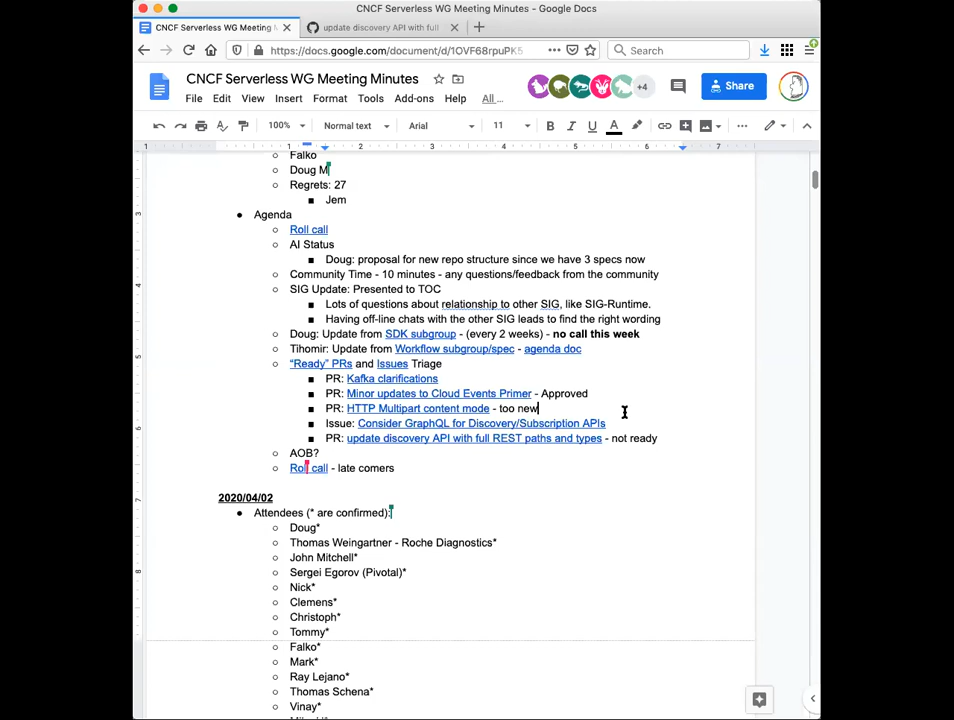 CNCF Serverless WG Meeting Minutes - Google Docs
CNCF Serverless WG Meeting M
update discovery API with full
https://docs.google.com/document/d/1OVF68rpuPK5
Search
CNCF Serverless WG Meeting Minutes
+4
Share
File Edit View Insert Format Tools Add-ons Help All ...
100% Normal text Arial 11 B I U A
1 1 2 3 4 5 6 7
Falko
Doug M
Regrets: 27
Jem
Agenda
Roll call
AI Status
Doug: proposal for new repo structure since we have 3 specs now
Community Time - 10 minutes - any questions/feedback from the community
SIG Update: Presented to TOC
Lots of questions about relationship to other SIG, like SIG-Runtime.
Having off-line chats with the other SIG leads to find the right wording
Doug: Update from SDK subgroup - (every 2 weeks) - no call this week
Tihomir: Update from Workflow subgroup/spec - agenda doc
“Ready” PRs and Issues Triage
PR: Kafka clarifications
PR: Minor updates to Cloud Events Primer - Approved
PR: HTTP Multipart content mode - too new
Issue: Consider GraphQL for Discovery/Subscription APIs
PR: update discovery API with full REST paths and types - not ready
AOB?
Roll call - late comers
2020/04/02
Attendees (* are confirmed):
Doug*
Thomas Weingartner - Roche Diagnostics*
John Mitchell*
Sergei Egorov (Pivotal)*
Nick*
Clemens*
Christoph*
Tommy*
Falko*
Mark*
Ray Lejano*
Thomas Schena*
Vinay*